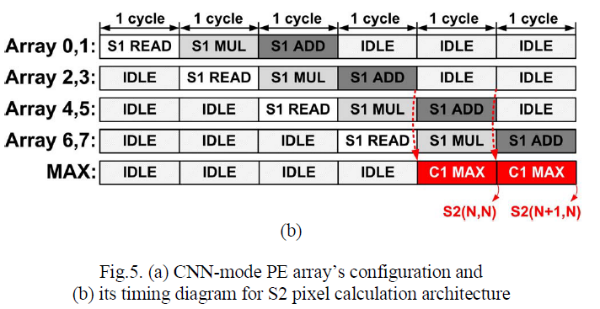 1 cycle 1 cycle 1 cycle 1 cycle 1 cycle 1 cycle
Array 0,1: S1 READ S1 MUL S1 ADD IDLE IDLE IDLE
Array 2,3: IDLE S1 READ S1 MUL S1 ADD IDLE IDLE
Array 4,5: IDLE IDLE S1 READ S1 MUL S1 ADD IDLE
Array 6,7: IDLE IDLE IDLE S1 READ S1 MUL S1 ADD
MAX: IDLE IDLE IDLE IDLE C1 MAX C1 MAX
S2(N,N) S2(N+1,N)
(b)
Fig.5. (a) CNN-mode PE array's configuration and
(b) its timing diagram for S2 pixel calculation architecture